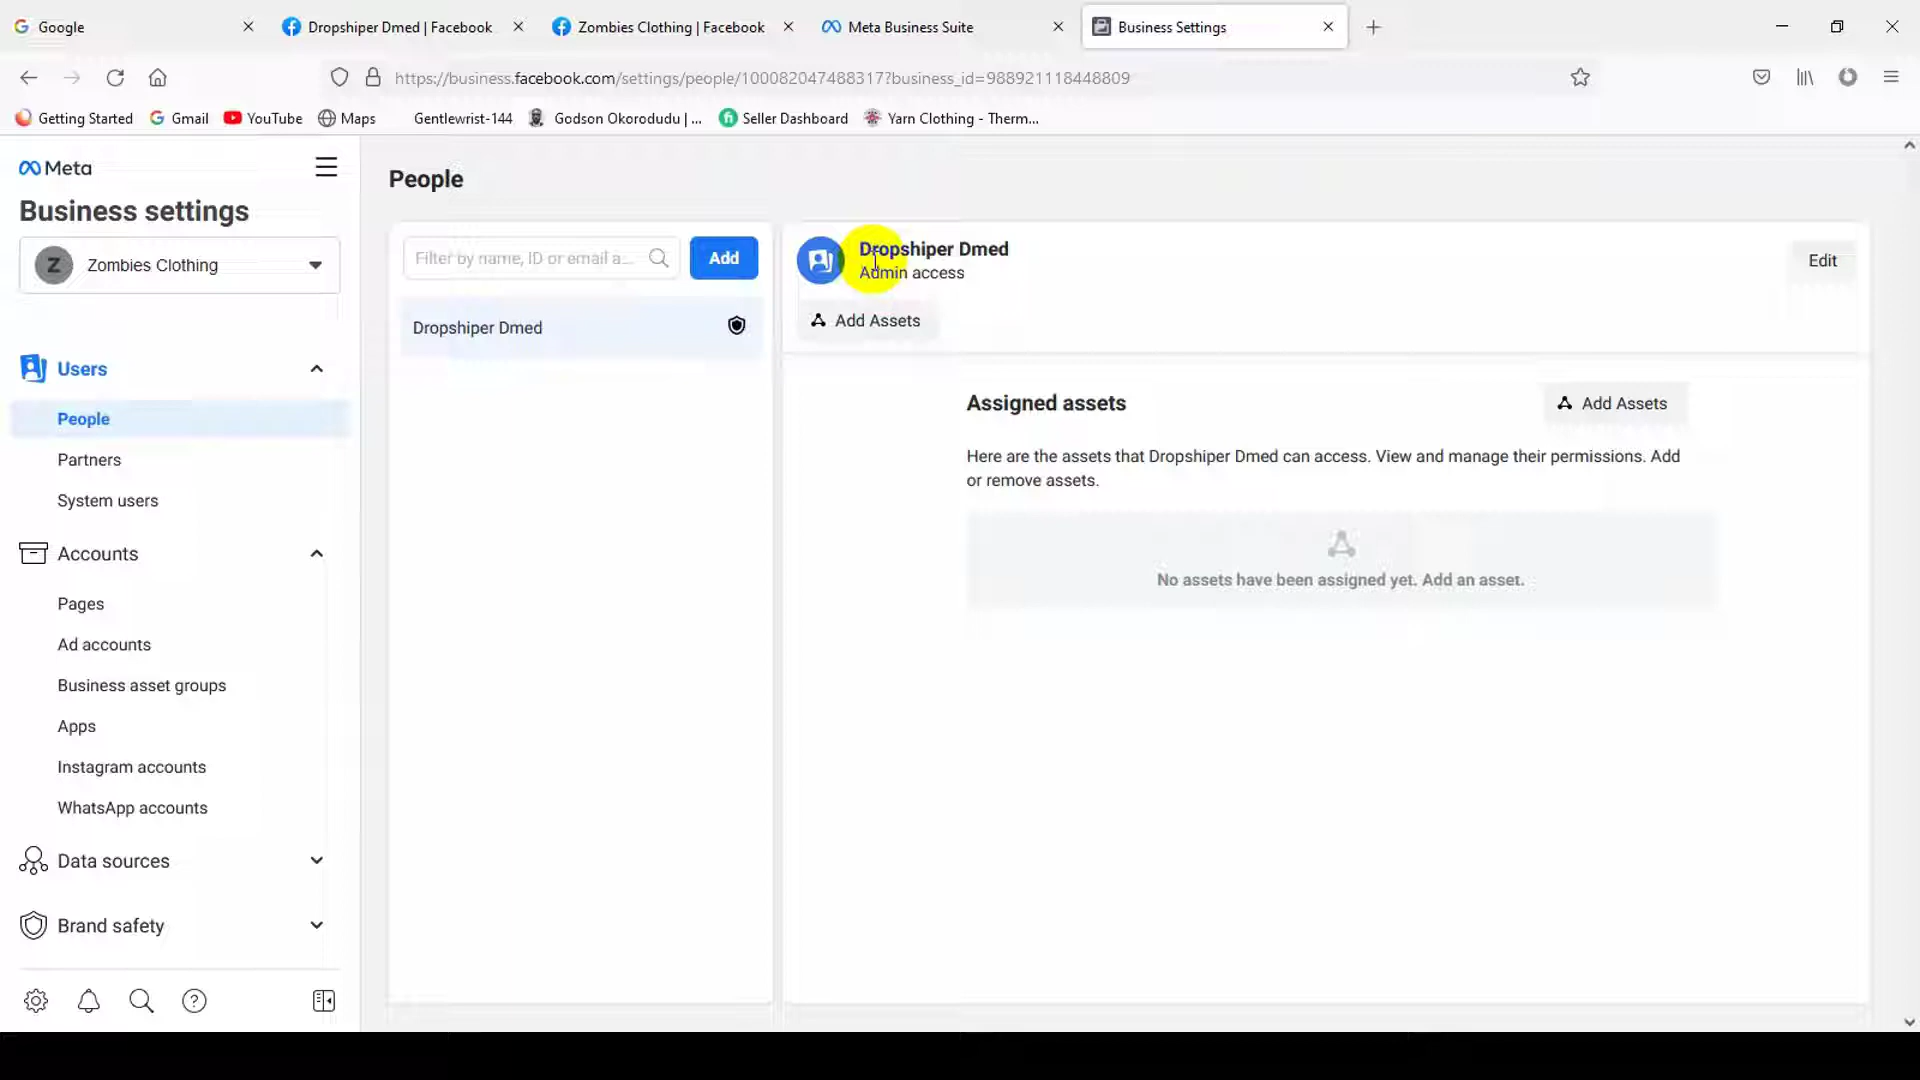 Google
Dropshiper Dmed | Facebook
Zombies Clothing | Facebook
Meta Business Suite
Business Settings
https://business.facebook.com/settings/people/100082047488317?business_id=988921118448809
Getting Started
Gmail
YouTube
Maps
Gentlewrist-144
Godson Okorodudu | ...
Seller Dashboard
Yarn Clothing - Therm...
Meta
Business settings
Z
Zombies Clothing
Users
People
Partners
System users
Accounts
Pages
Ad accounts
Business asset groups
Apps
Instagram accounts
WhatsApp accounts
Data sources
Brand safety
People
Filter by name, ID or email a...
Add
Dropshiper Dmed
Dropshiper Dmed
Admin access
Edit
Add Assets
Assigned assets
Add Assets
Here are the assets that Dropshiper Dmed can access. View and manage their permissions. Add
or remove assets.
No assets have been assigned yet. Add an asset.